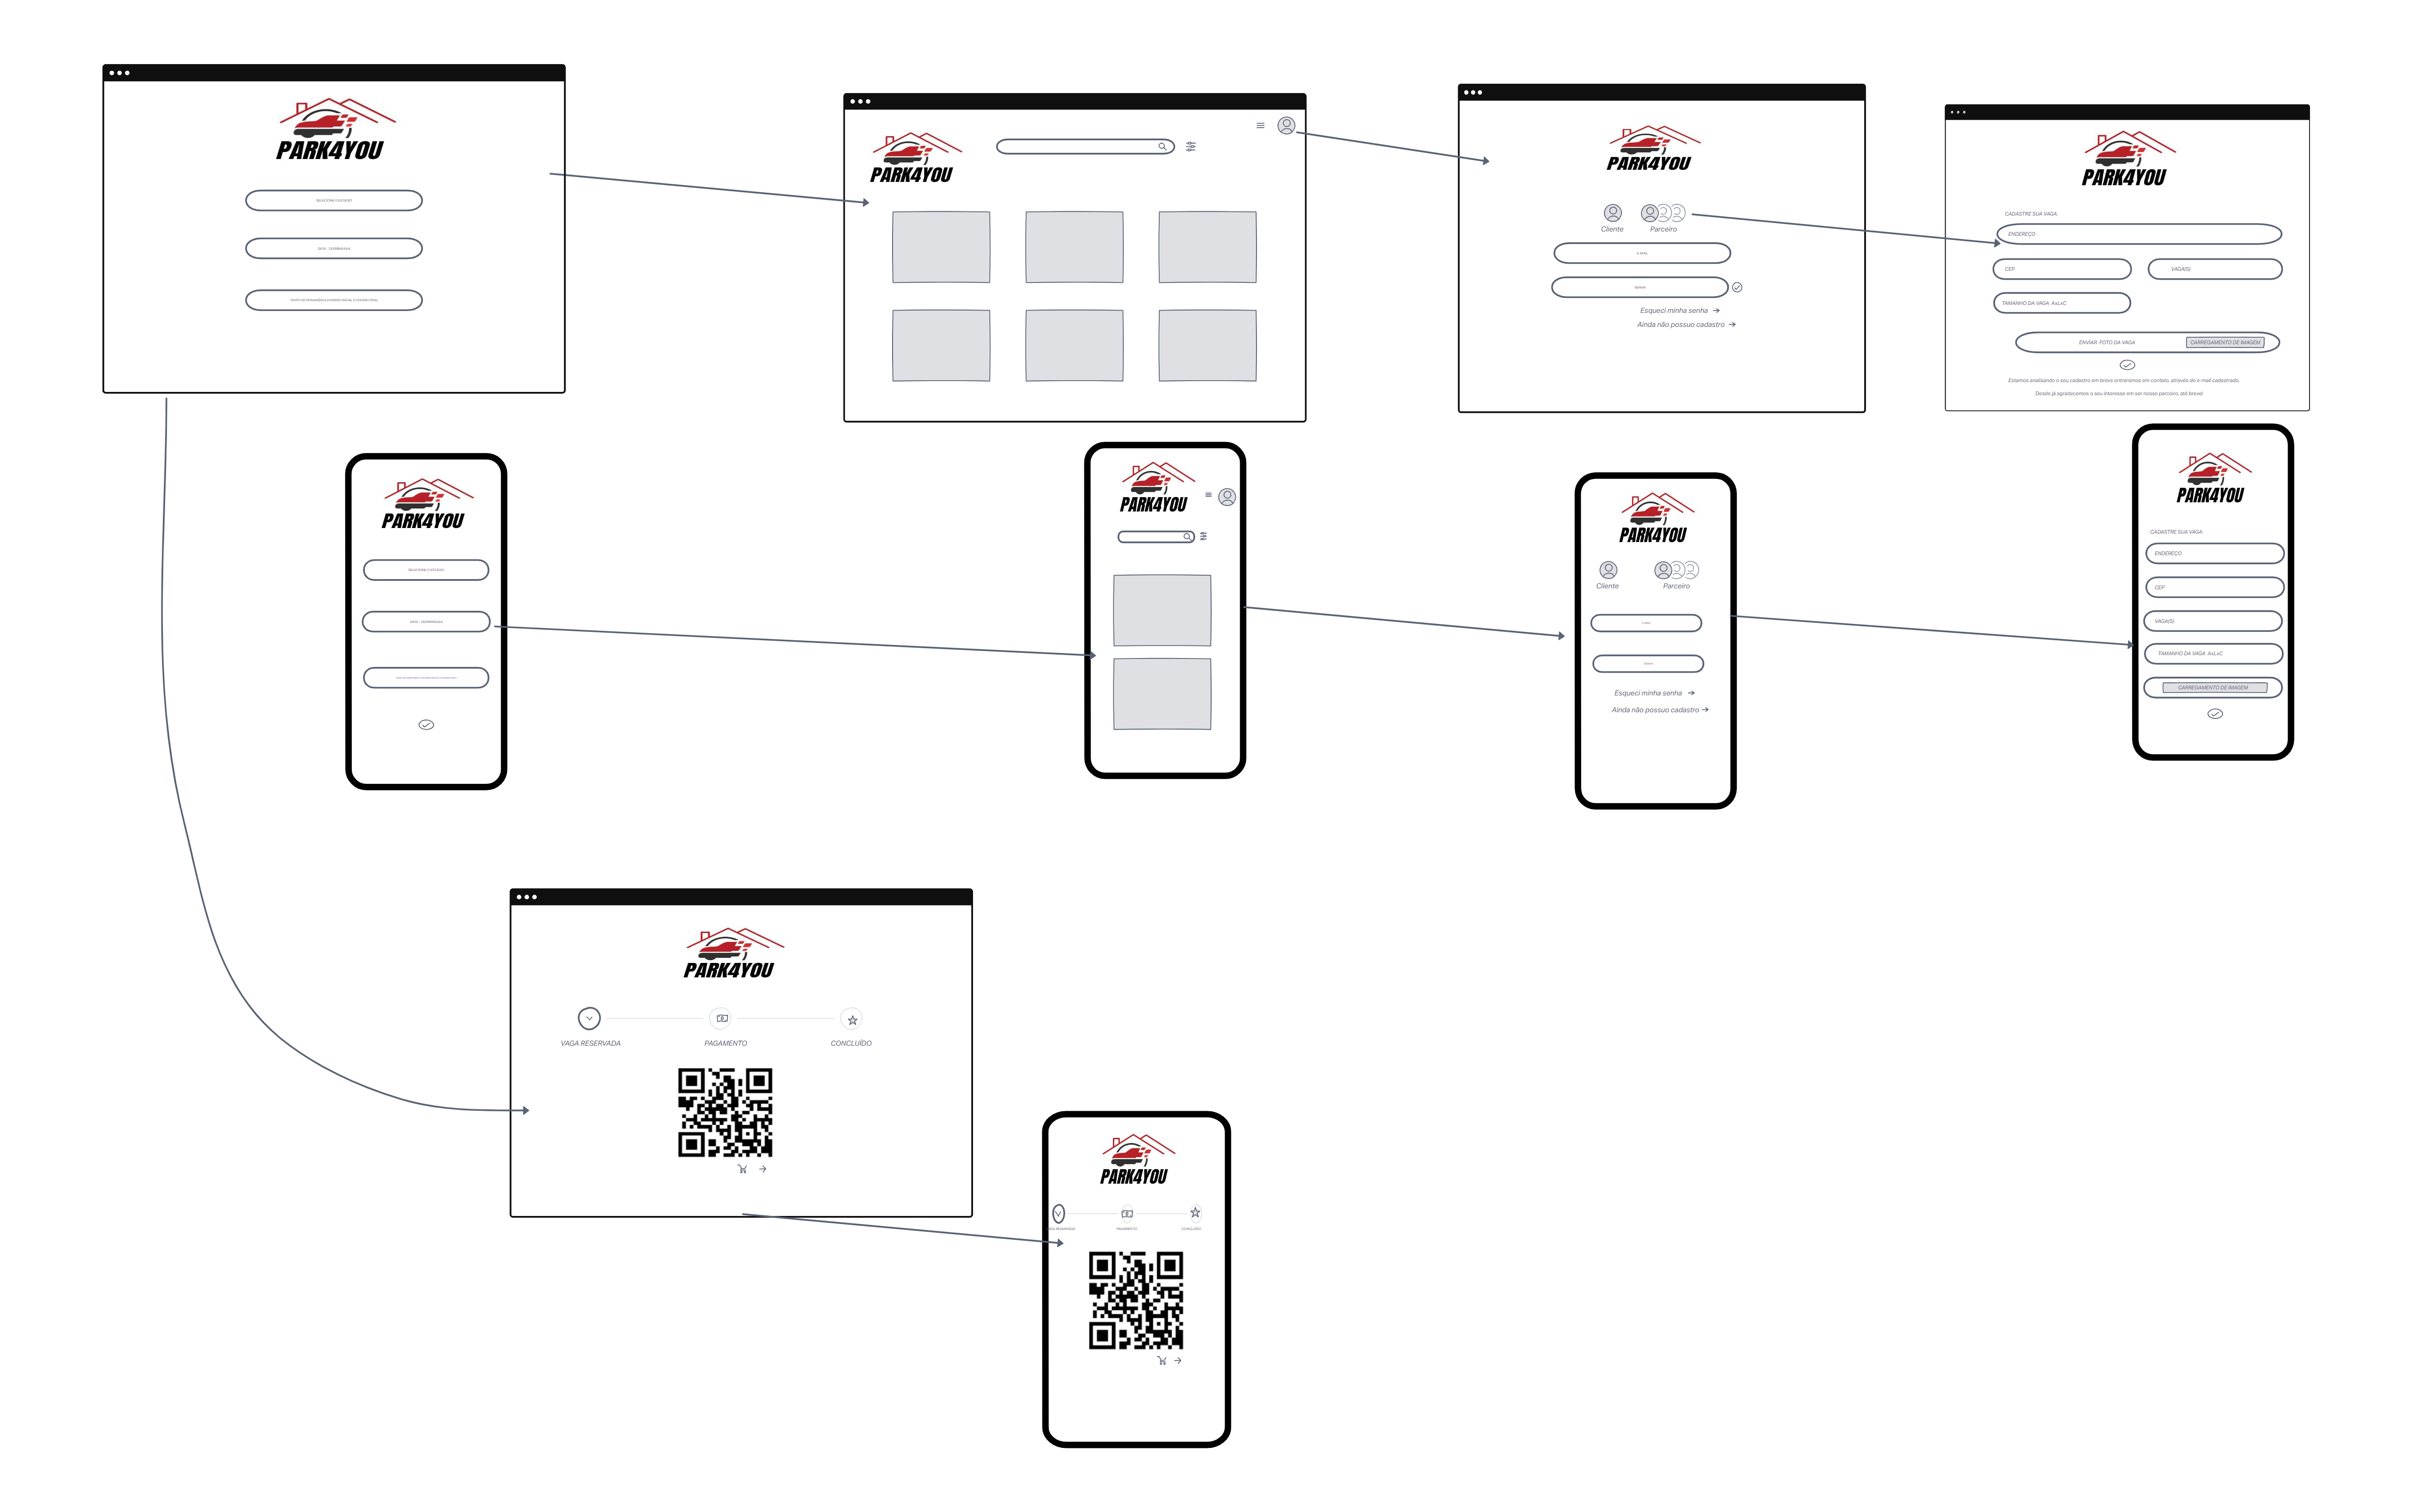 PARK4YOU
SELECIONE O ESTADO
DATA - DD/MM/AAAA
PARK4YOU
PARK4YOU
Cliente
Parceiro
E-MAIL
SENHA
Esqueci minha senha
Ainda não possuo cadastro
PARK4YOU
CADASTRE SUA VAGA:
ENDEREÇO
CEP
VAGA(S)
TAMANHO DA VAGA AxLxC
ENVIAR FOTO DA VAGA
CARREGAMENTO DE IMAGEM
Estamos analisando o seu cadastro em breve entraremos em contato, através do e-mail cadastrado
Desde já agradecemos o seu interesse em ser nosso parceiro, até breve!
PARK4YOU
SELECIONE O ESTADO
DATA - DD/MM/AAAA
PARK4YOU
PARK4YOU
Cliente
Parceiro
E-MAIL
SENHA
Esqueci minha senha
Ainda não possuo cadastro
PARK4YOU
CADASTRE SUA VAGA:
ENDEREÇO
CEP
VAGA(S)
TAMANHO DA VAGA AxLxC
CARREGAMENTO DE IMAGEM
PARK4YOU
VAGA RESERVADA
PAGAMENTO
CONCLUÍDO
PARK4YOU
VAGA RESERVADA
PAGAMENTO
CONCLUÍDO